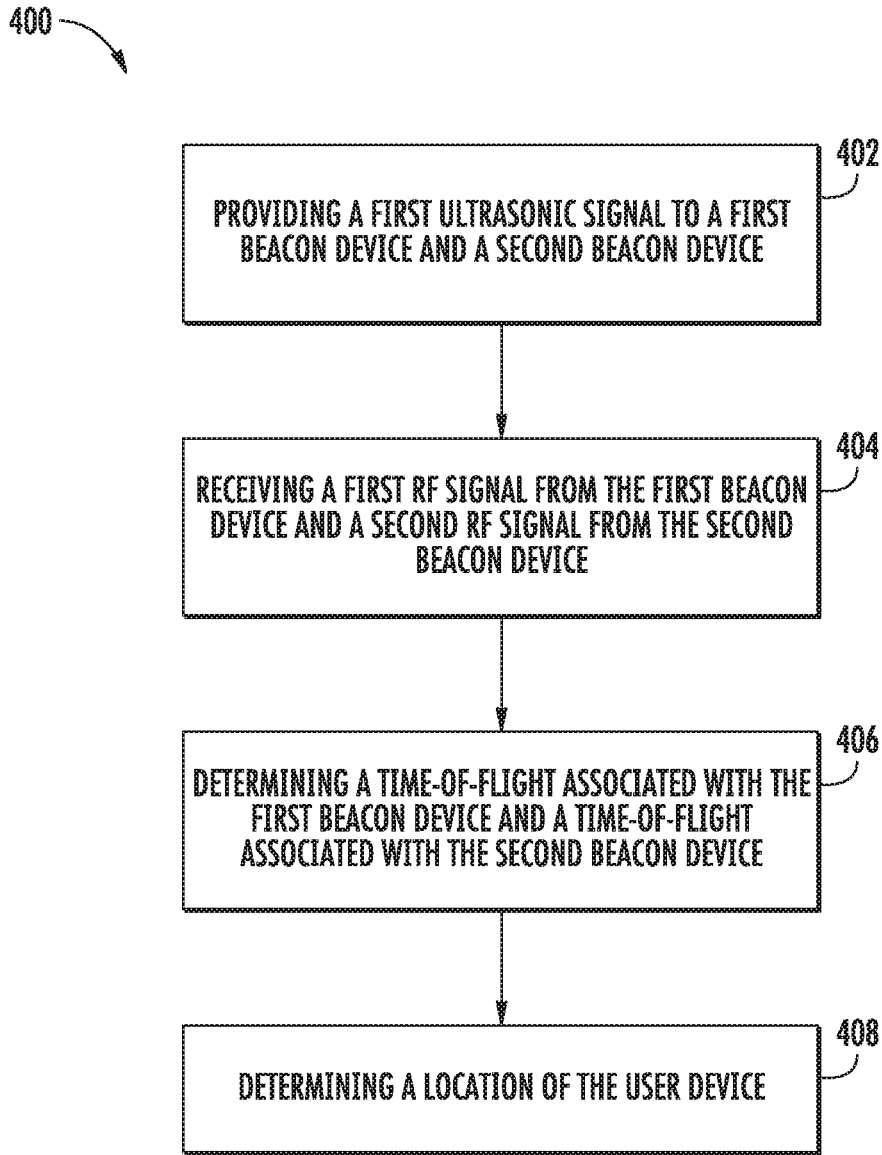 400
402
PROVIDING A FIRST ULTRASONIC SIGNAL TO A FIRST
BEACON DEVICE AND A SECOND BEACON DEVICE
404
RECEIVING A FIRST RF SIGNAL FROM THE FIRST BEACON
DEVICE AND A SECOND RF SIGNAL FROM THE SECOND
BEACON DEVICE
406
DETERMINING A TIME-OF-FLIGHT ASSOCIATED WITH THE
FIRST BEACON DEVICE AND A TIME-OF-FLIGHT
ASSOCIATED WITH THE SECOND BEACON DEVICE
408
DETERMINING A LOCATION OF THE USER DEVICE